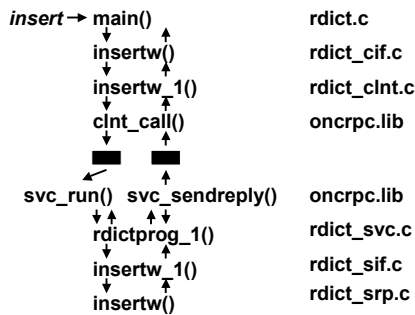 insert main() rdict.c
insertw() rdict_cif.c
insertw_1() rdict_clnt.c
clnt_call() oncrpc.lib
svc_run() svc_sendreply() oncrpc.lib
rdictprog_1() rdict_svc.c
insertw_1() rdict_sif.c
insertw() rdict_srp.c